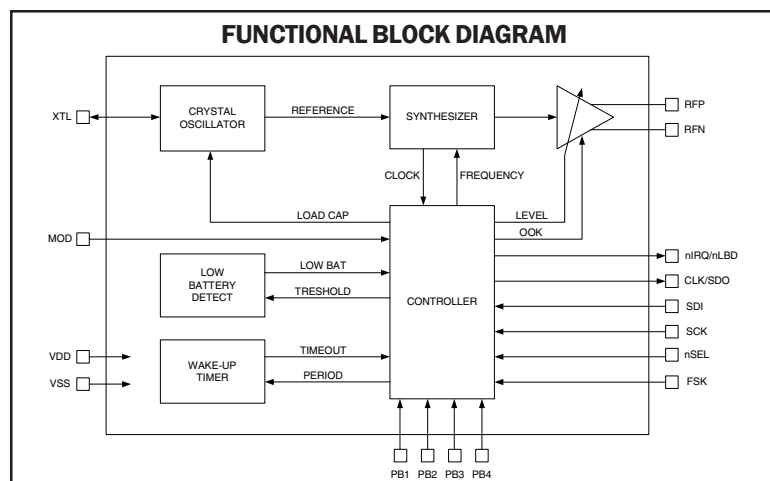 FUNCTIONAL BLOCK DIAGRAM
XTL
CRYSTAL
OSCILLATOR
REFERENCE
SYNTHESIZER
RFP
RFN
CLOCK
FREQUENCY
LOAD CAP
LEVEL
OOK
MOD
LOW
BATTERY
DETECT
LOW BAT
TRESHOLD
CONTROLLER
nIRQ/nLBD
CLK/SDO
SDI
SCK
nSEL
FSK
VDD
VSS
WAKE-UP
TIMER
TIMEOUT
PERIOD
PB1 PB2 PB3 PB4